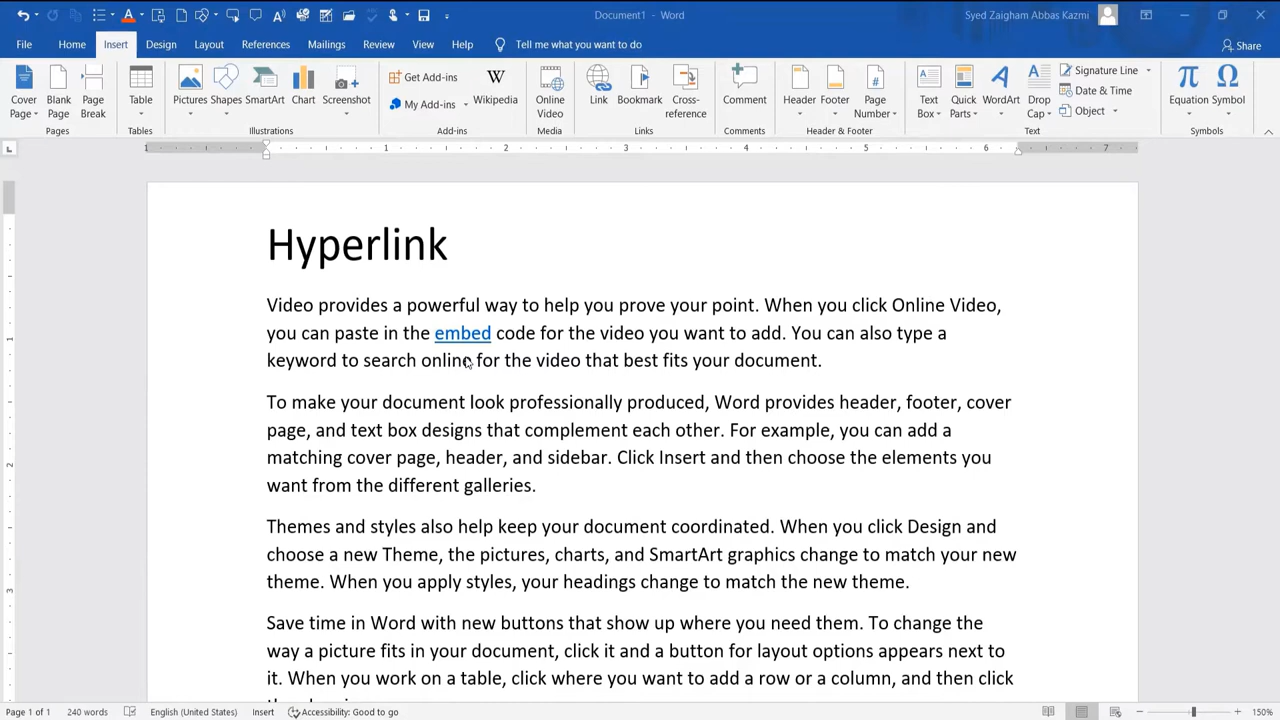 Document1 - Word
Syed Zaigham Abbas Kazmi
File Home Insert Design Layout References Mailings Review View Help Tell me what you want to do Share
Cover Page
Blank Page
Page Break
Pages
Table
Tables
Pictures
Shapes
SmartArt
Chart
Screenshot
Illustrations
Get Add-ins
My Add-ins
Wikipedia
Add-ins
Online Video
Media
Link
Bookmark
Cross-reference
Links
Comment
Comments
Header
Footer
Page Number
Header & Footer
Text Box
Quick Parts
WordArt
Drop Cap
Signature Line
Date & Time
Object
Text
Equation
Symbol
Symbols
1 1 2 3 4 5 6 7
Hyperlink
Video provides a powerful way to help you prove your point. When you click Online Video,
you can paste in the embed code for the video you want to add. You can also type a
keyword to search online for the video that best fits your document.
To make your document look professionally produced, Word provides header, footer, cover
page, and text box designs that complement each other. For example, you can add a
matching cover page, header, and sidebar. Click Insert and then choose the elements you
want from the different galleries.
Themes and styles also help keep your document coordinated. When you click Design and
choose a new Theme, the pictures, charts, and SmartArt graphics change to match your new
theme. When you apply styles, your headings change to match the new theme.
Save time in Word with new buttons that show up where you need them. To change the
way a picture fits in your document, click it and a button for layout options appears next to
it. When you work on a table, click where you want to add a row or a column, and then click
Page 1 of 1 240 words English (United States) Insert Accessibility: Good to go 150%